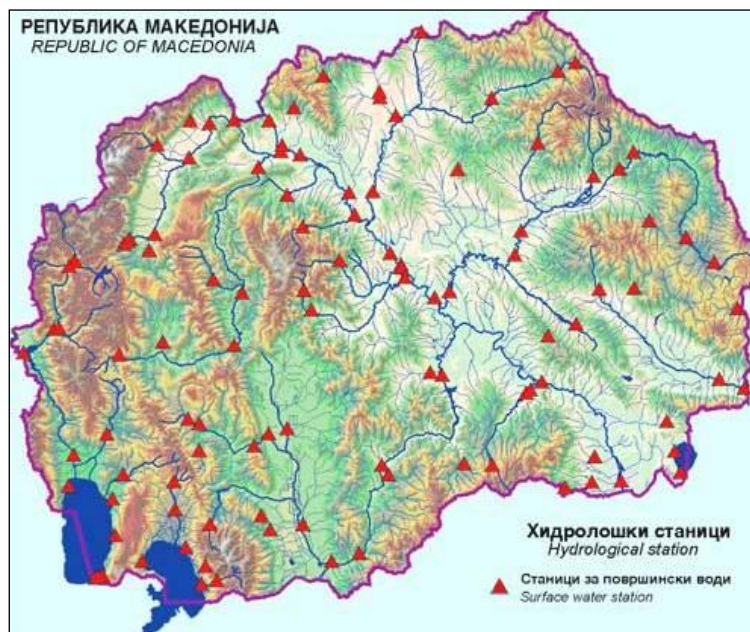 РЕПУБЛИКА МАКЕДОНИЈА
REPUBLIC OF MACEDONIA
Хидролошки станици
Hydrological station
Станици за површински води
Surface water station